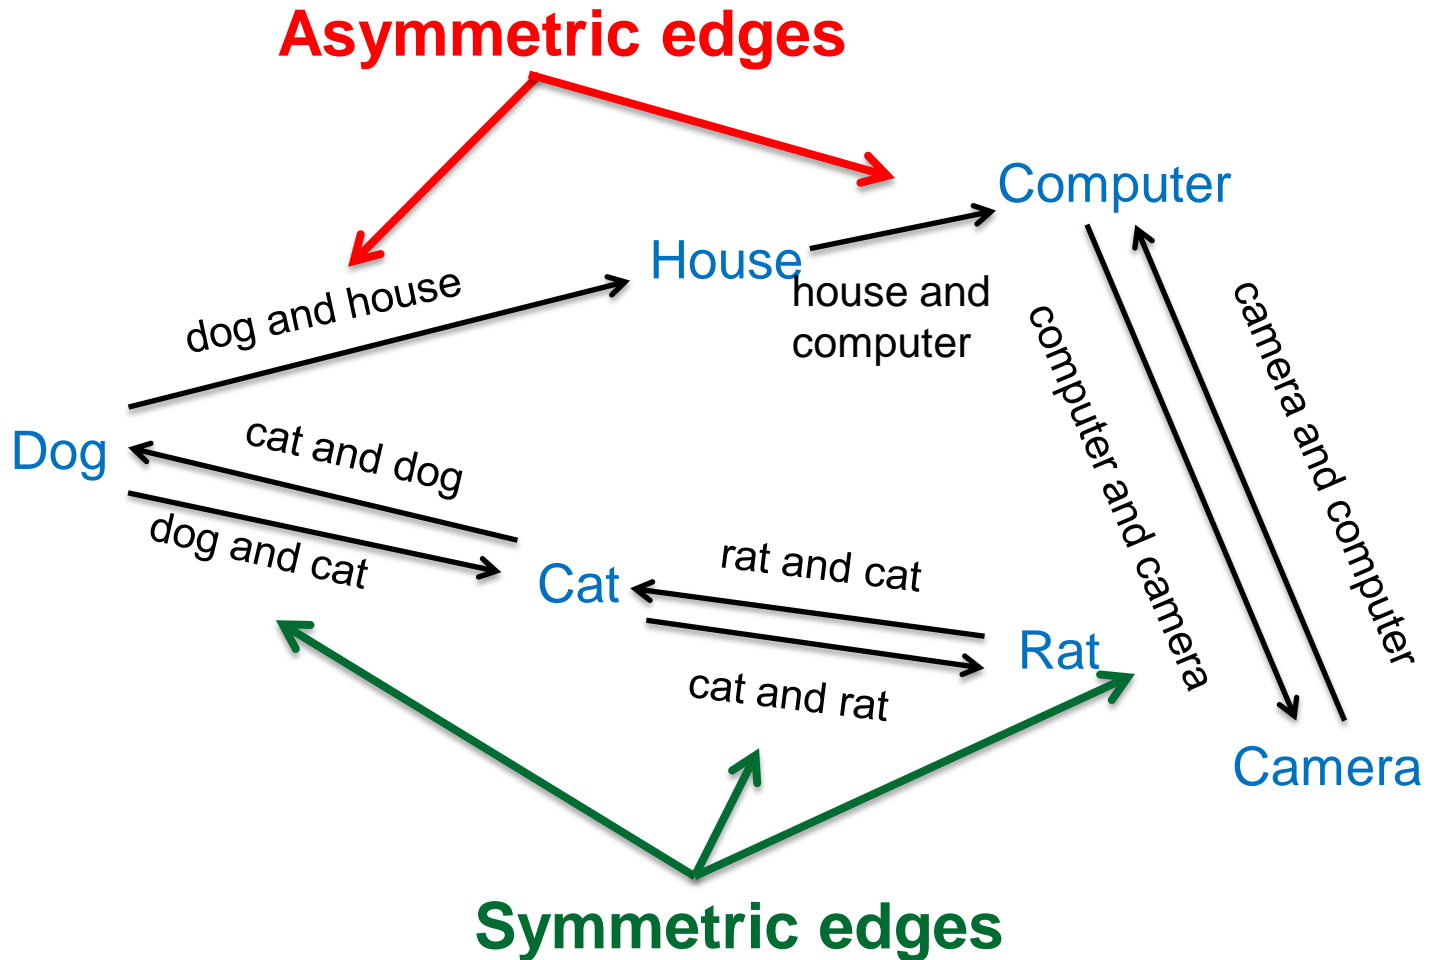 Asymmetric edges
Computer
House
dog and house
house and
computer
computer and camera
camera and computer
Dog
cat and dog
dog and cat
Cat
rat and cat
Rat
cat and rat
Camera
Symmetric edges